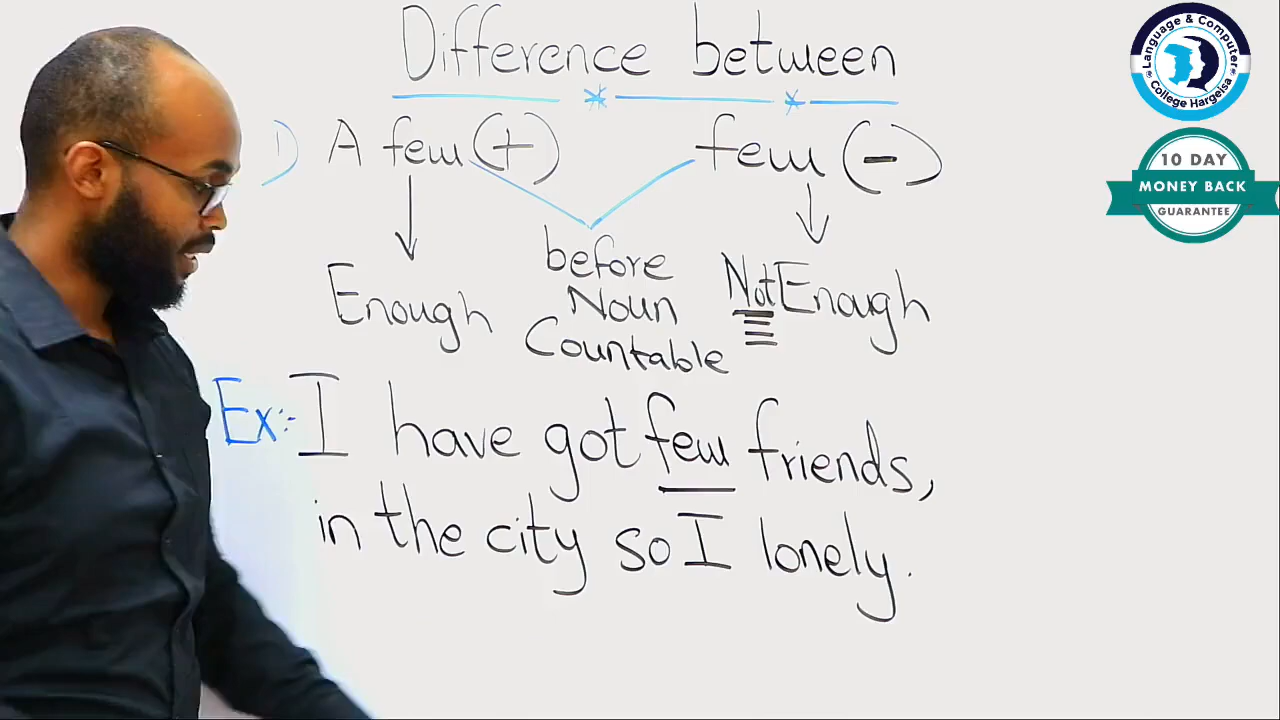 Difference between
1) A few (+) few (-)
Enough before Noun Countable Not Enough
Ex:- I have got few friends,
in the city so I lonely.
Language & Computer
College Hargeisa
10 DAY
MONEY BACK
GUARANTEE